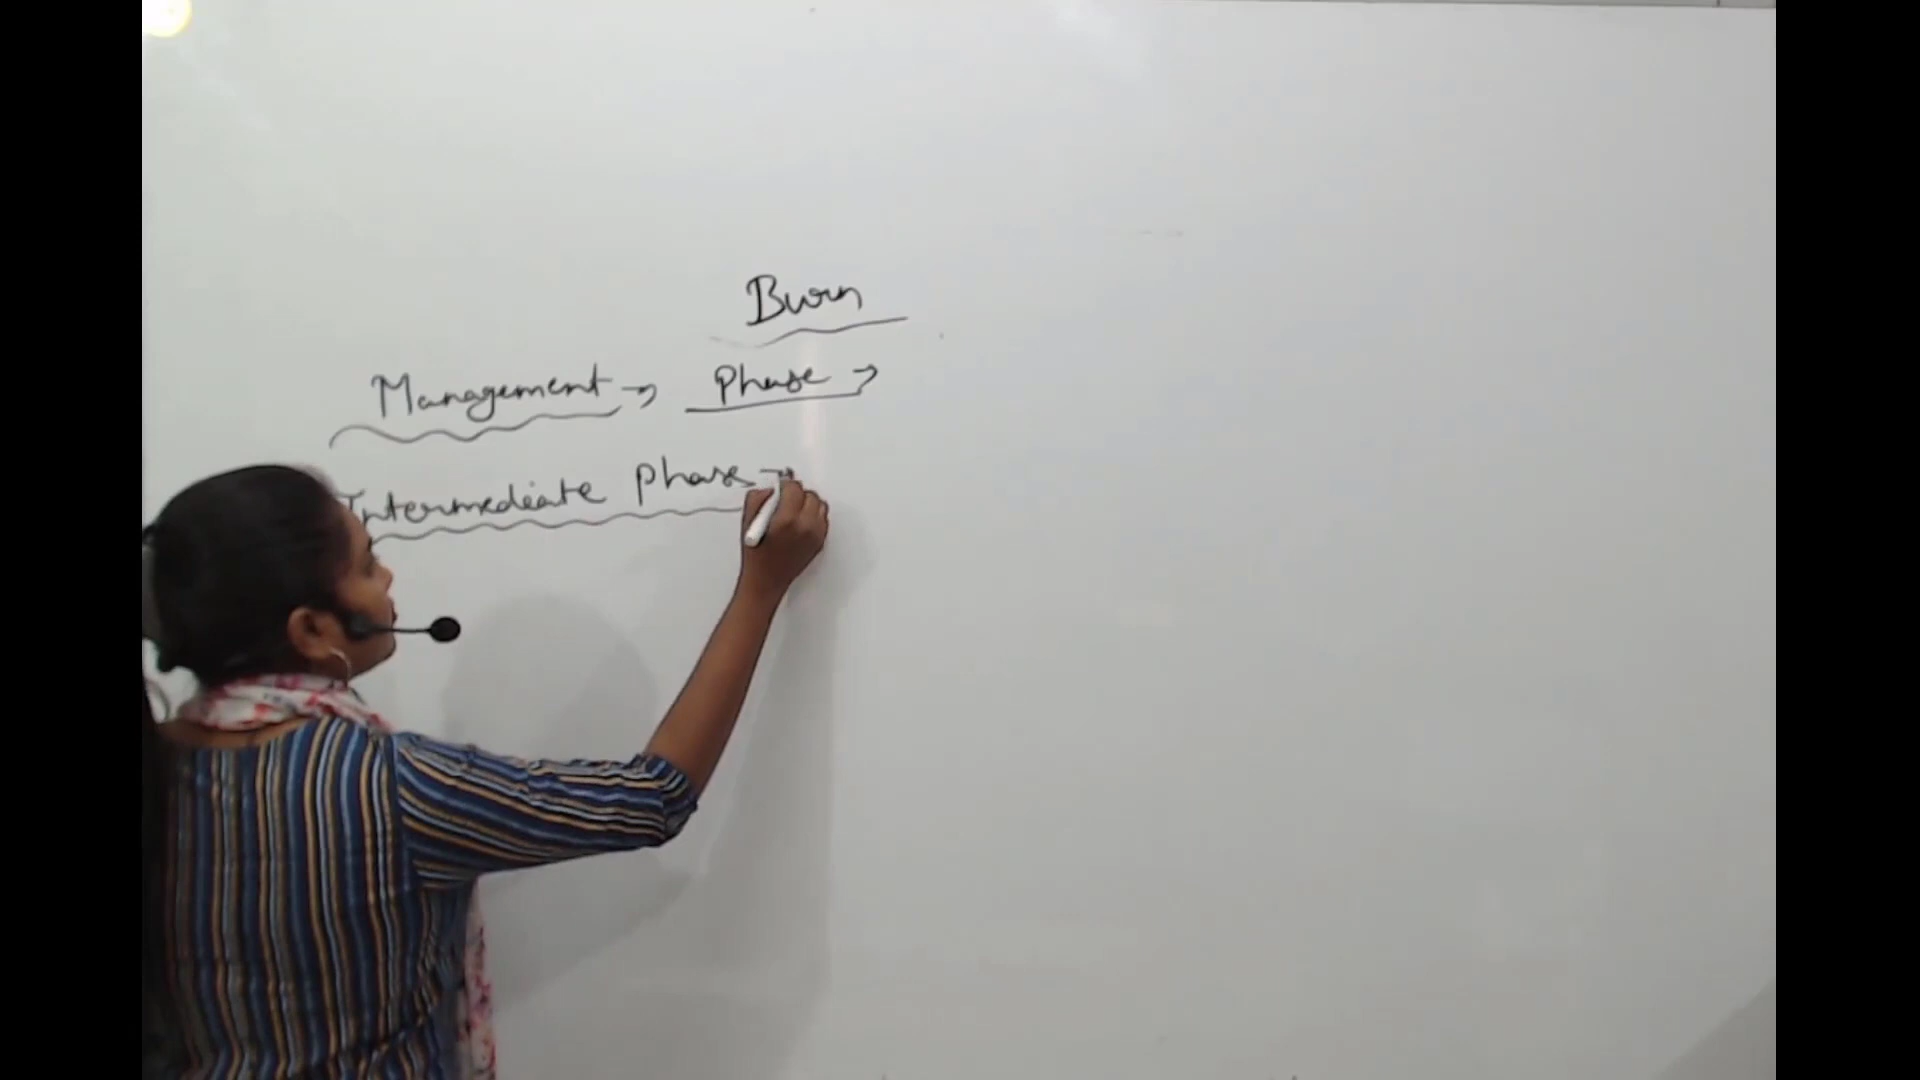 Burn
Management → Phase →
Intermediate Phase →